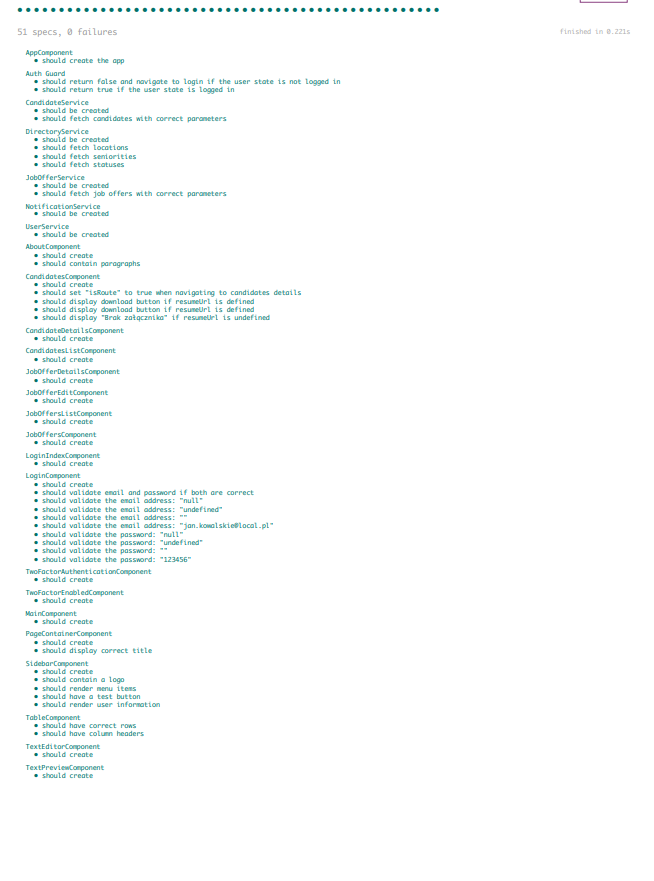 51 specs, 0 failures
finished in 0.221s
AppComponent
should create the app
Auth Guard
should return false and navigate to login if the user state is not logged in
should return true if the user state is logged in
CandidateService
should be created
should fetch candidates with correct parameters
DirectoryService
should be created
should fetch locations
should fetch seniorities
should fetch statuses
JobOfferService
should be created
should fetch job offers with correct parameters
NotificationService
should be created
UserService
should be created
AboutComponent
should create
should contain paragraphs
CandidatesComponent
should create
should set "isRoute" to true when navigating to candidates details
should display download button if resumeUrl is defined
should display download button if resumeUrl is defined
should display "Brak załącznika" if resumeUrl is undefined
CandidateDetailsComponent
should create
CandidatesListComponent
should create
JobOfferDetailsComponent
should create
JobOfferEditComponent
should create
JobOffersListComponent
should create
JobOffersComponent
should create
LoginIndexComponent
should create
LoginComponent
should create
should validate email and password if both are correct
should validate the email address: "null"
should validate the email address: "undefined"
should validate the email address: ""
should validate the email address: "jan.kowalskie@local.pl"
should validate the password: "null"
should validate the password: "undefined"
should validate the password: ""
should validate the password: "123456"
TwoFactorAuthenticationComponent
should create
TwoFactorEnabledComponent
should create
MainComponent
should create
PageContainerComponent
should create
should display correct title
SidebarComponent
should create
should contain a logo
should render menu items
should have a test button
should render user information
TableComponent
should have correct rows
should have column headers
TextEditorComponent
should create
TextPreviewComponent
should create